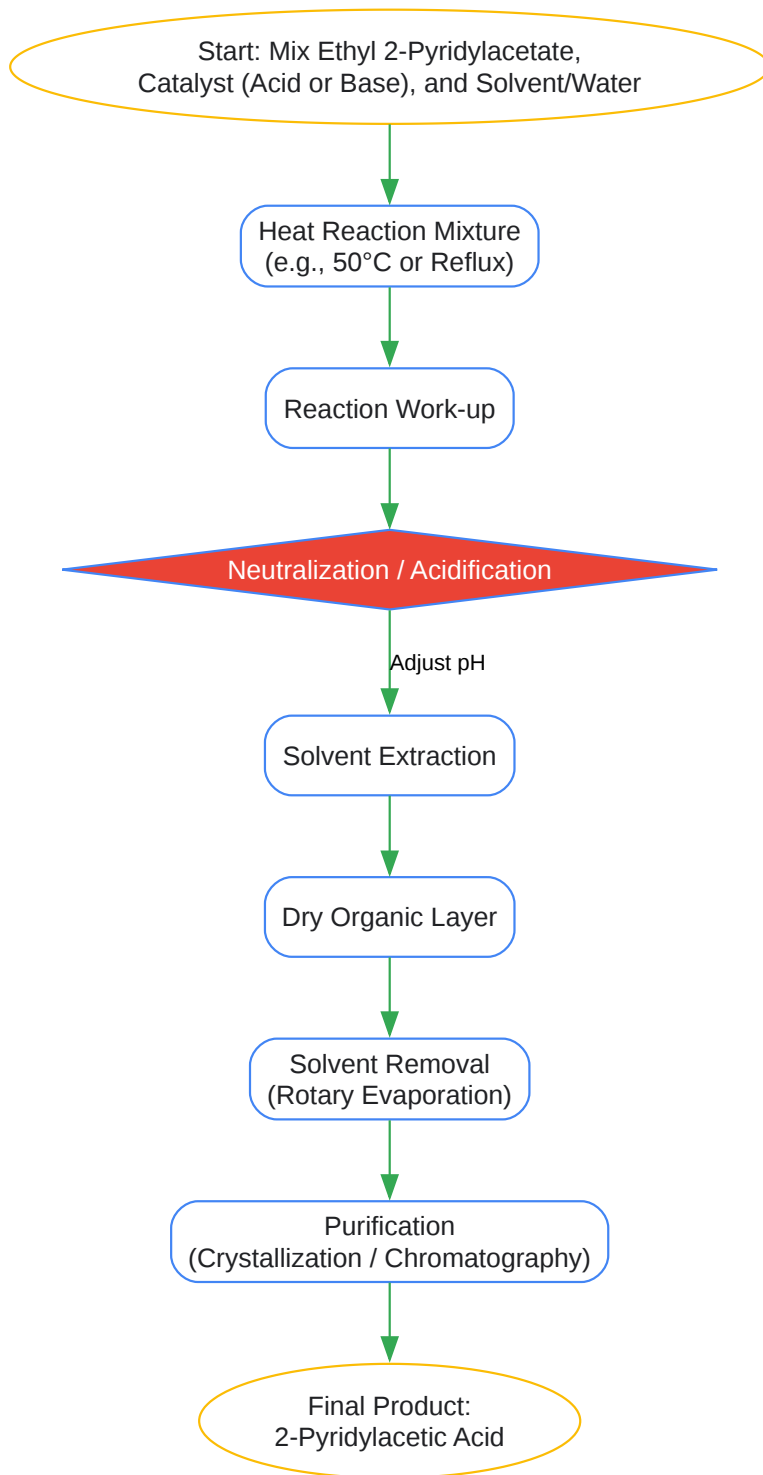 Start: Mix Ethyl 2-Pyridylacetate,
Catalyst (Acid or Base), and Solvent/Water
Heat Reaction Mixture
(e.g., 50°C or Reflux)
Reaction Work-up
Neutralization / Acidification
Adjust pH
Solvent Extraction
Dry Organic Layer
Solvent Removal
(Rotary Evaporation)
Purification
(Crystallization / Chromatography)
Final Product:
2-Pyridylacetic Acid